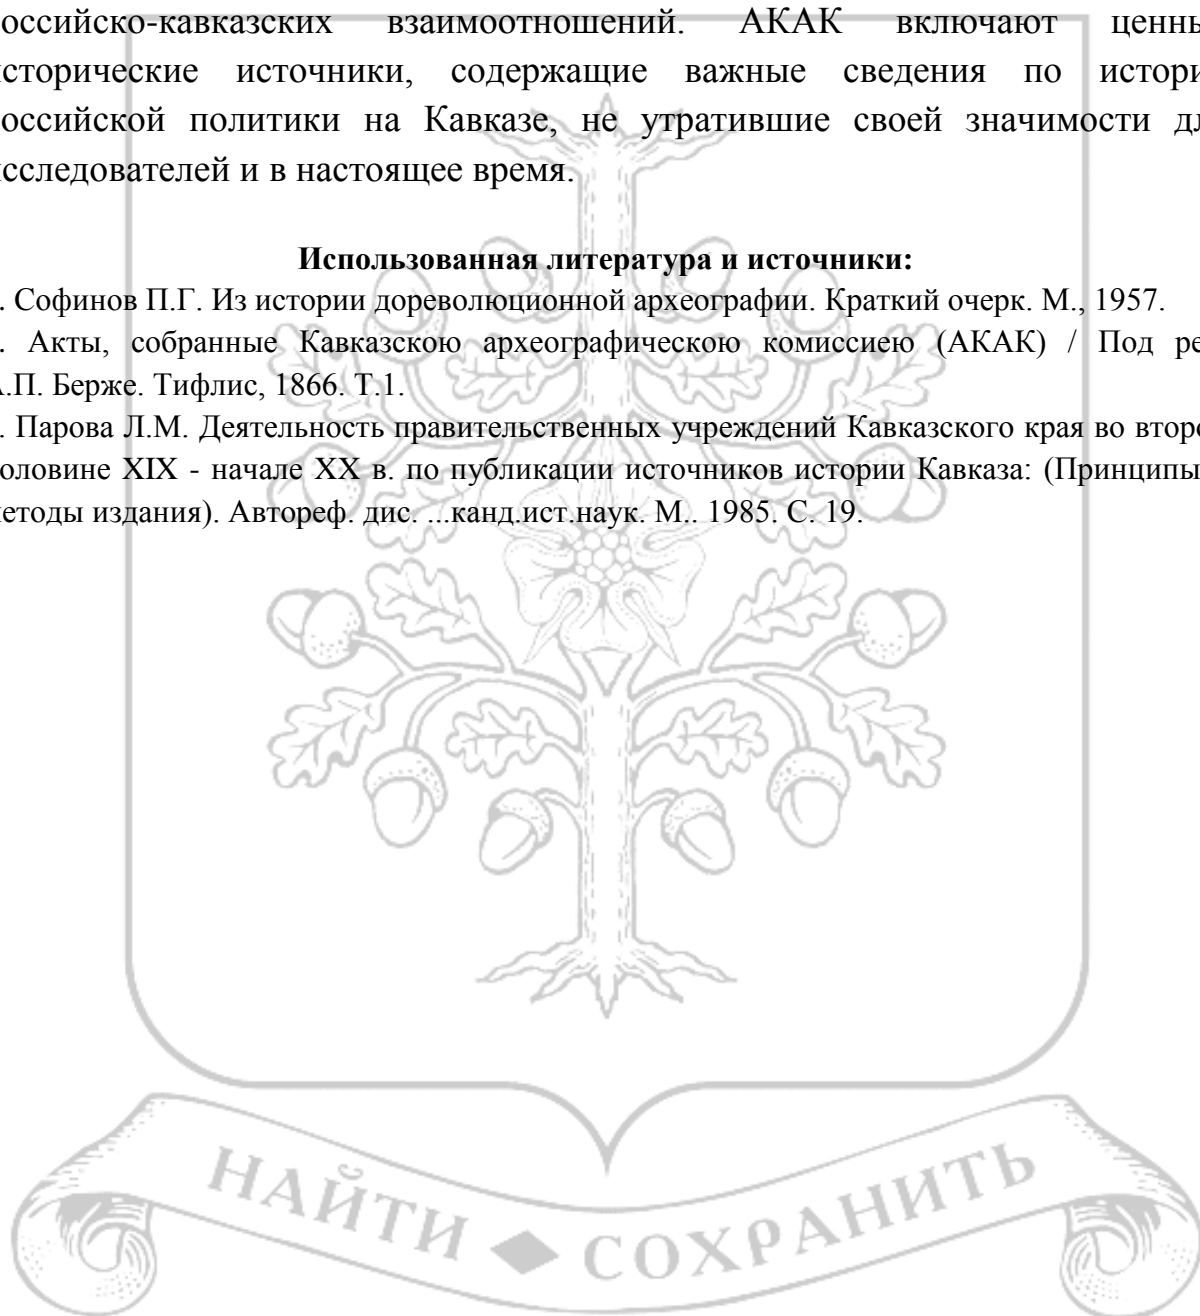 оссийско-кавказских взаимоотношений. АКАК включают ценны
исторические источники, содержащие важные сведения по истори
оссийской политики на Кавказе, не утратившие своей значимости дл
исследователей и в настоящее время.
Использованная литература и источники:
. Софинов П.Г. Из истории дореволюционной археографии. Краткий очерк. М., 1957.
. Акты, собранные Кавказскою археографическою комиссиею (АКАК) / Под ре
А.П. Берже. Тифлис, 1866. Т.1.
. Парова Л.М. Деятельность правительственных учреждений Кавказского края во второ
оловине XIX - начале XX в. по публикации источников истории Кавказа: (Принципы
методы издания). Автореф. дис. ...канд.ист.наук. М.. 1985. С. 19.
НАЙТИ ◆ СОХРАНИТЬ